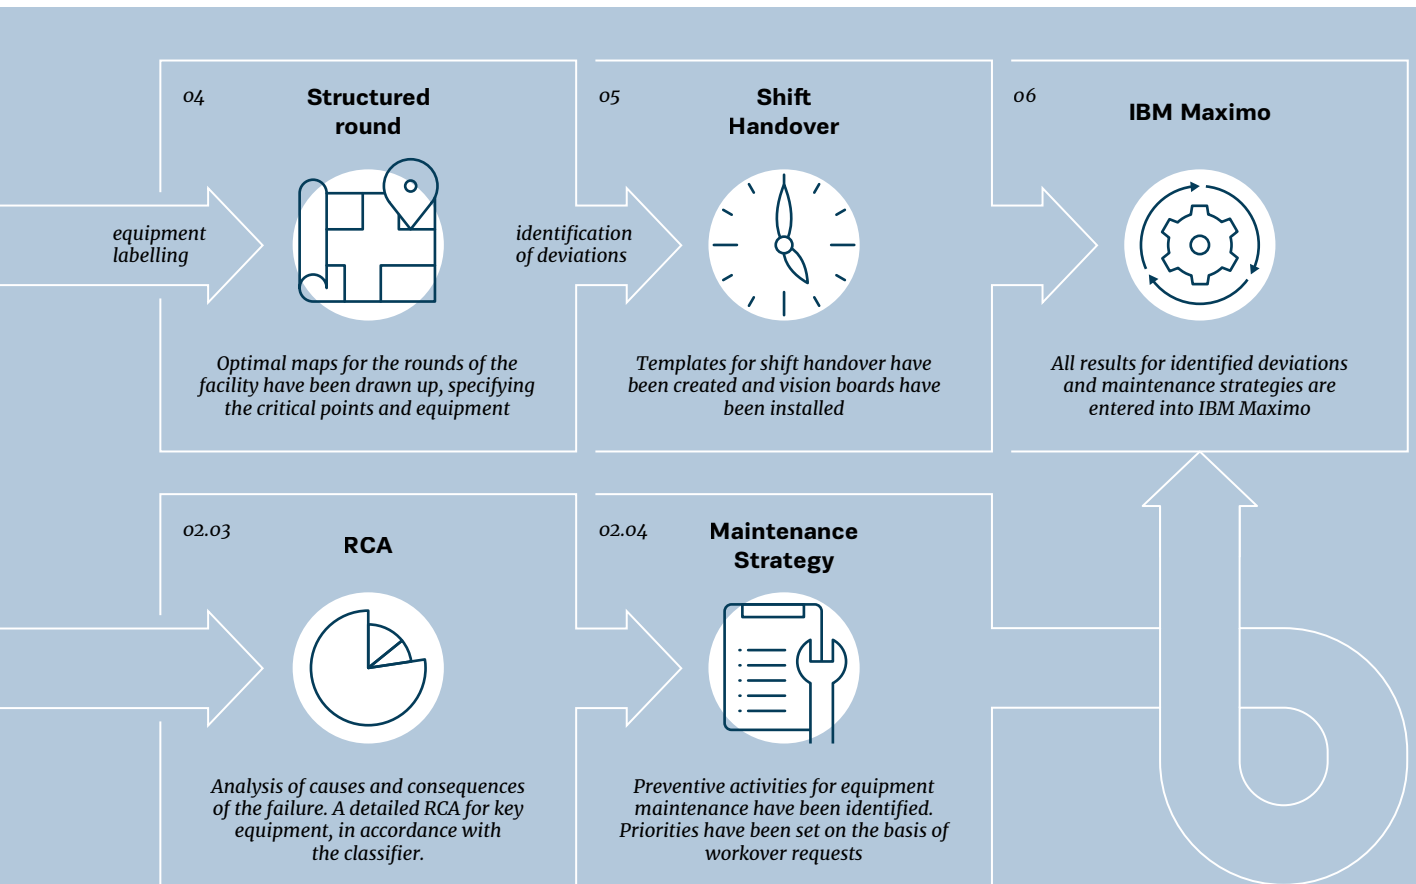 04
Structured
round
equipment
labelling
Optimal maps for the rounds of the
facility have been drawn up, specifying
the critical points and equipment
05
Shift
Handover
identification
of deviations
Templates for shift handover have
been created and vision boards have
been installed
06
IBM Maximo
All results for identified deviations
and maintenance strategies are
entered into IBM Maximo
02.03
RCA
Analysis of causes and consequences
of the failure. A detailed RCA for key
equipment, in accordance with
the classifier.
02.04
Maintenance
Strategy
Preventive activities for equipment
maintenance have been identified.
Priorities have been set on the basis of
workover requests